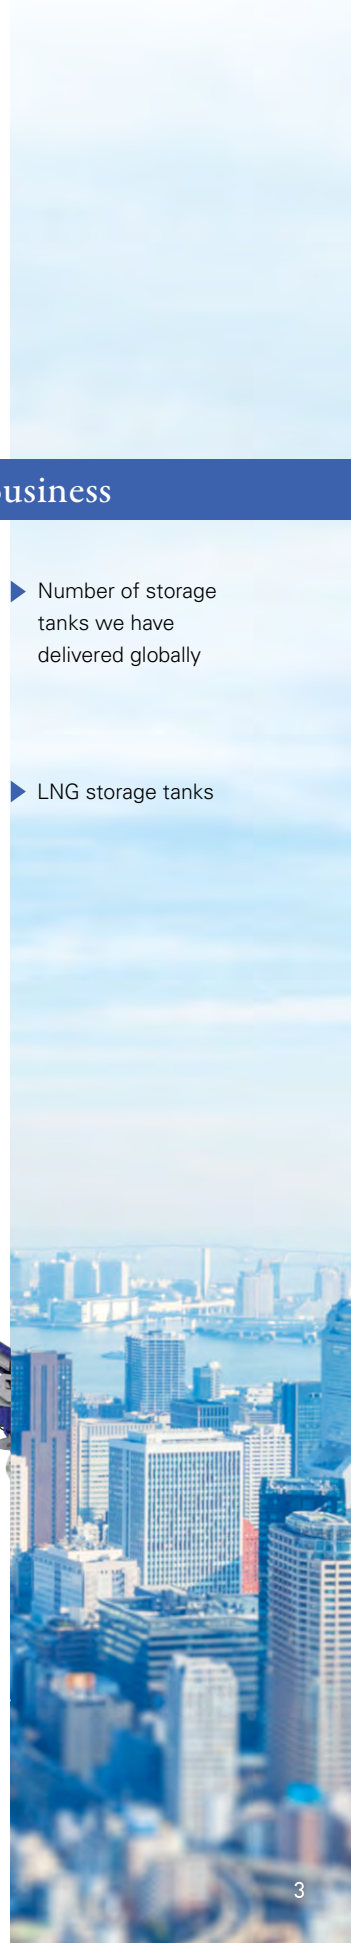 usiness
Number of storage
tanks we have
delivered globally
LNG storage tanks
3